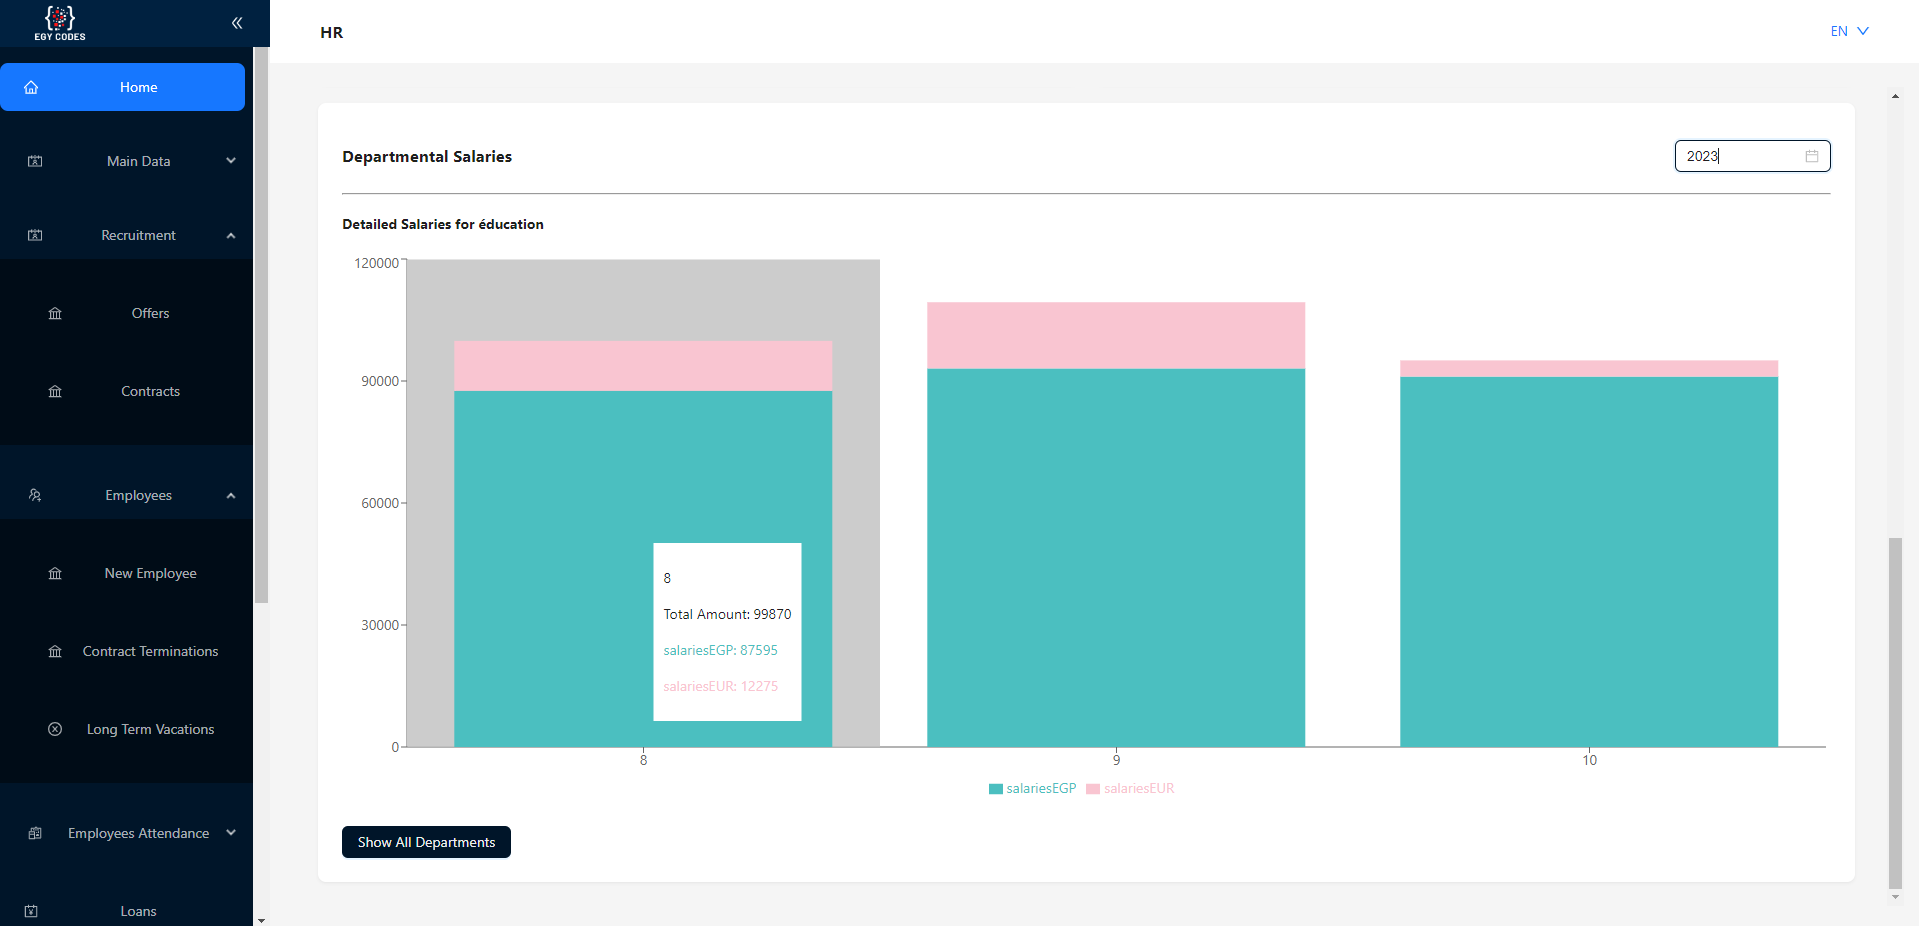 EGY CODES
Home
Main Data
Recruitment
Offers
Contracts
Employees
New Employee
Contract Terminations
Long Term Vacations
Employees Attendance
Loans
HR
EN
Departmental Salaries
2023
Detailed Salaries for éducation
120000
90000
60000
30000
0
8
Total Amount: 99870
salariesEGP: 87595
salariesEUR: 12275
8 9 10
salariesEGP salariesEUR
Show All Departments